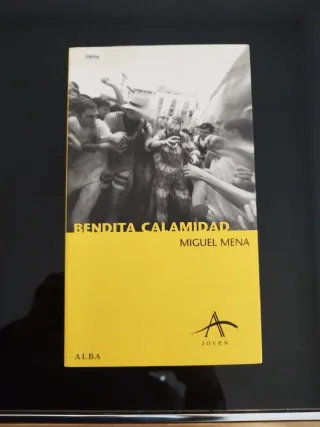 BENDITA CALAMIDAD
MIGUEL MENA
A
JOVEN
ALBA